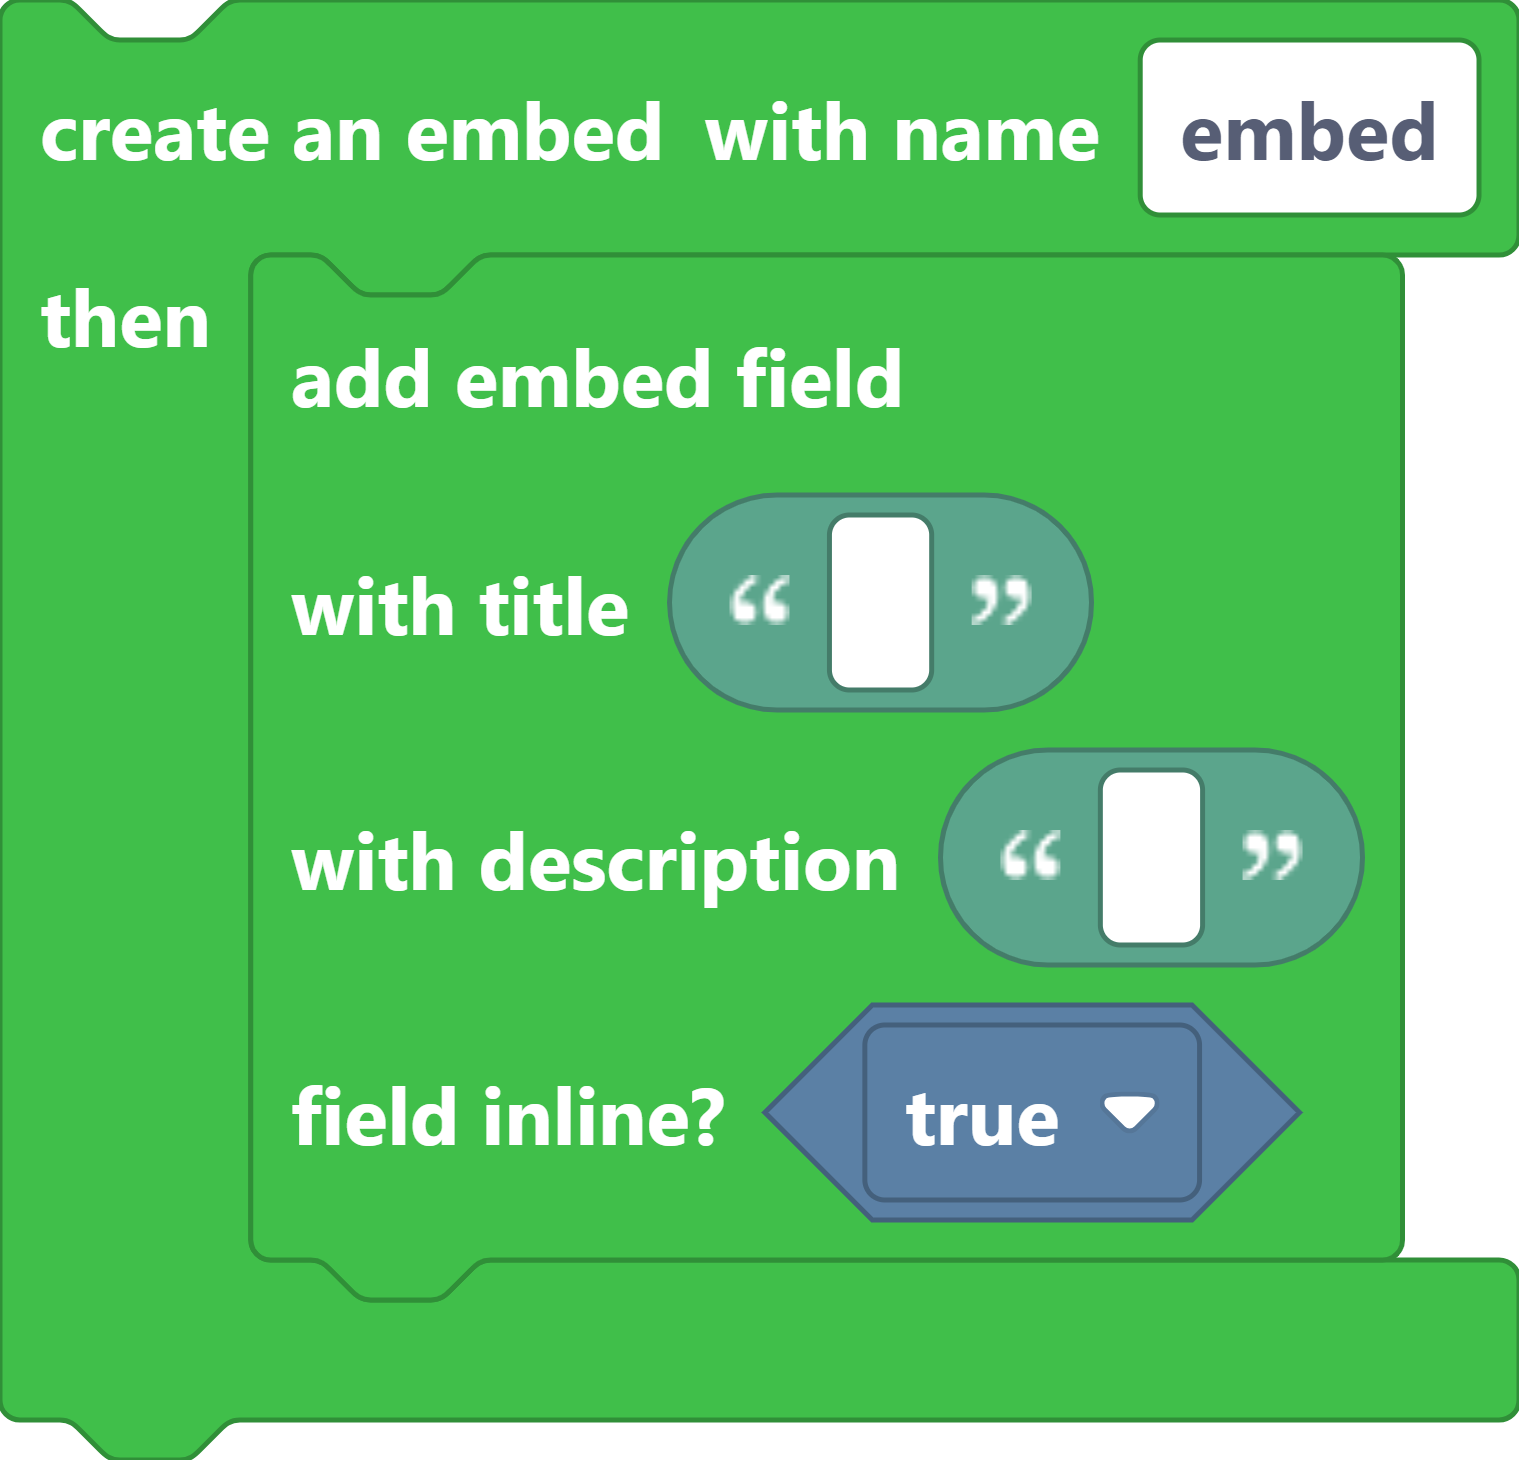 create an embed with name embed
then
add embed field
with title “ ”
with description “ ”
field inline? true